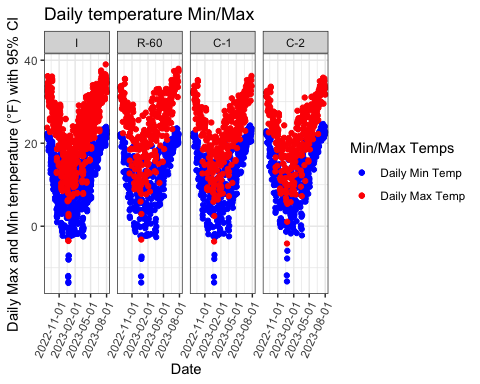 Daily temperature Min/Max
I R-60 C-1 C-2
Daily Max and Min temperature (°F) with 95% CI
40
20
0
2022-11-01 2023-02-01 2023-05-01 2023-08-01 2022-11-01 2023-02-01 2023-05-01 2023-08-01 2022-11-01 2023-02-01 2023-05-01 2023-08-01 2022-11-01 2023-02-01 2023-05-01 2023-08-01
Date
Min/Max Temps
Daily Min Temp
Daily Max Temp